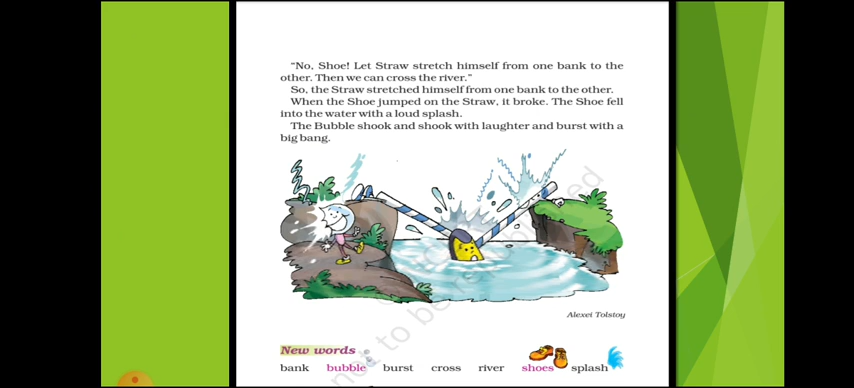 "No, Shoe! Let Straw stretch himself from one bank to the
other. Then we can cross the river."
So, the Straw stretched himself from one bank to the other.
When the Shoe jumped on the Straw, it broke. The Shoe fell
into the water with a loud splash.
The Bubble shook and shook with laughter and burst with a
big bang.
Alexei Tolstoy
New words
bank bubble burst cross river shoes splash
not to be